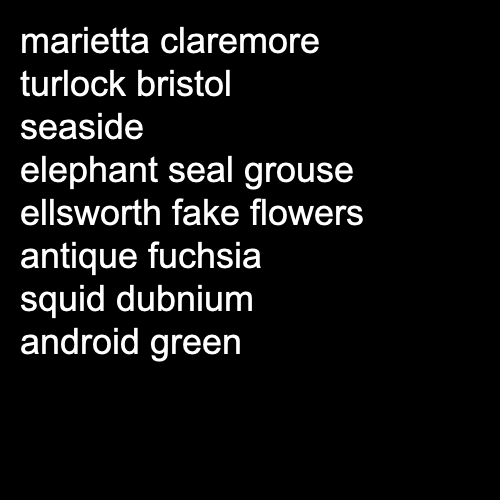 marietta claremore
turlock bristol
seaside
elephant seal grouse
ellsworth fake flowers
antique fuchsia
squid dubnium
android green